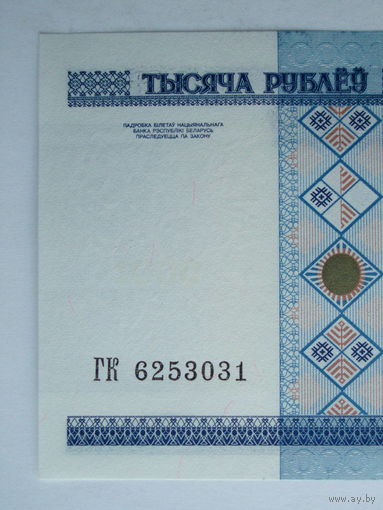 ТЫСЯЧА РУБЛЁЎ
ПАДРОБКА БІЛЕТАЎ НАЦЫЯНАЛЬНАГА
БАНКА РЭСПУБЛІКІ БЕЛАРУСЬ
ПРАСЛЕДУЕЦЦА ПА ЗАКОНУ
ГК 6253031
www.ay.by